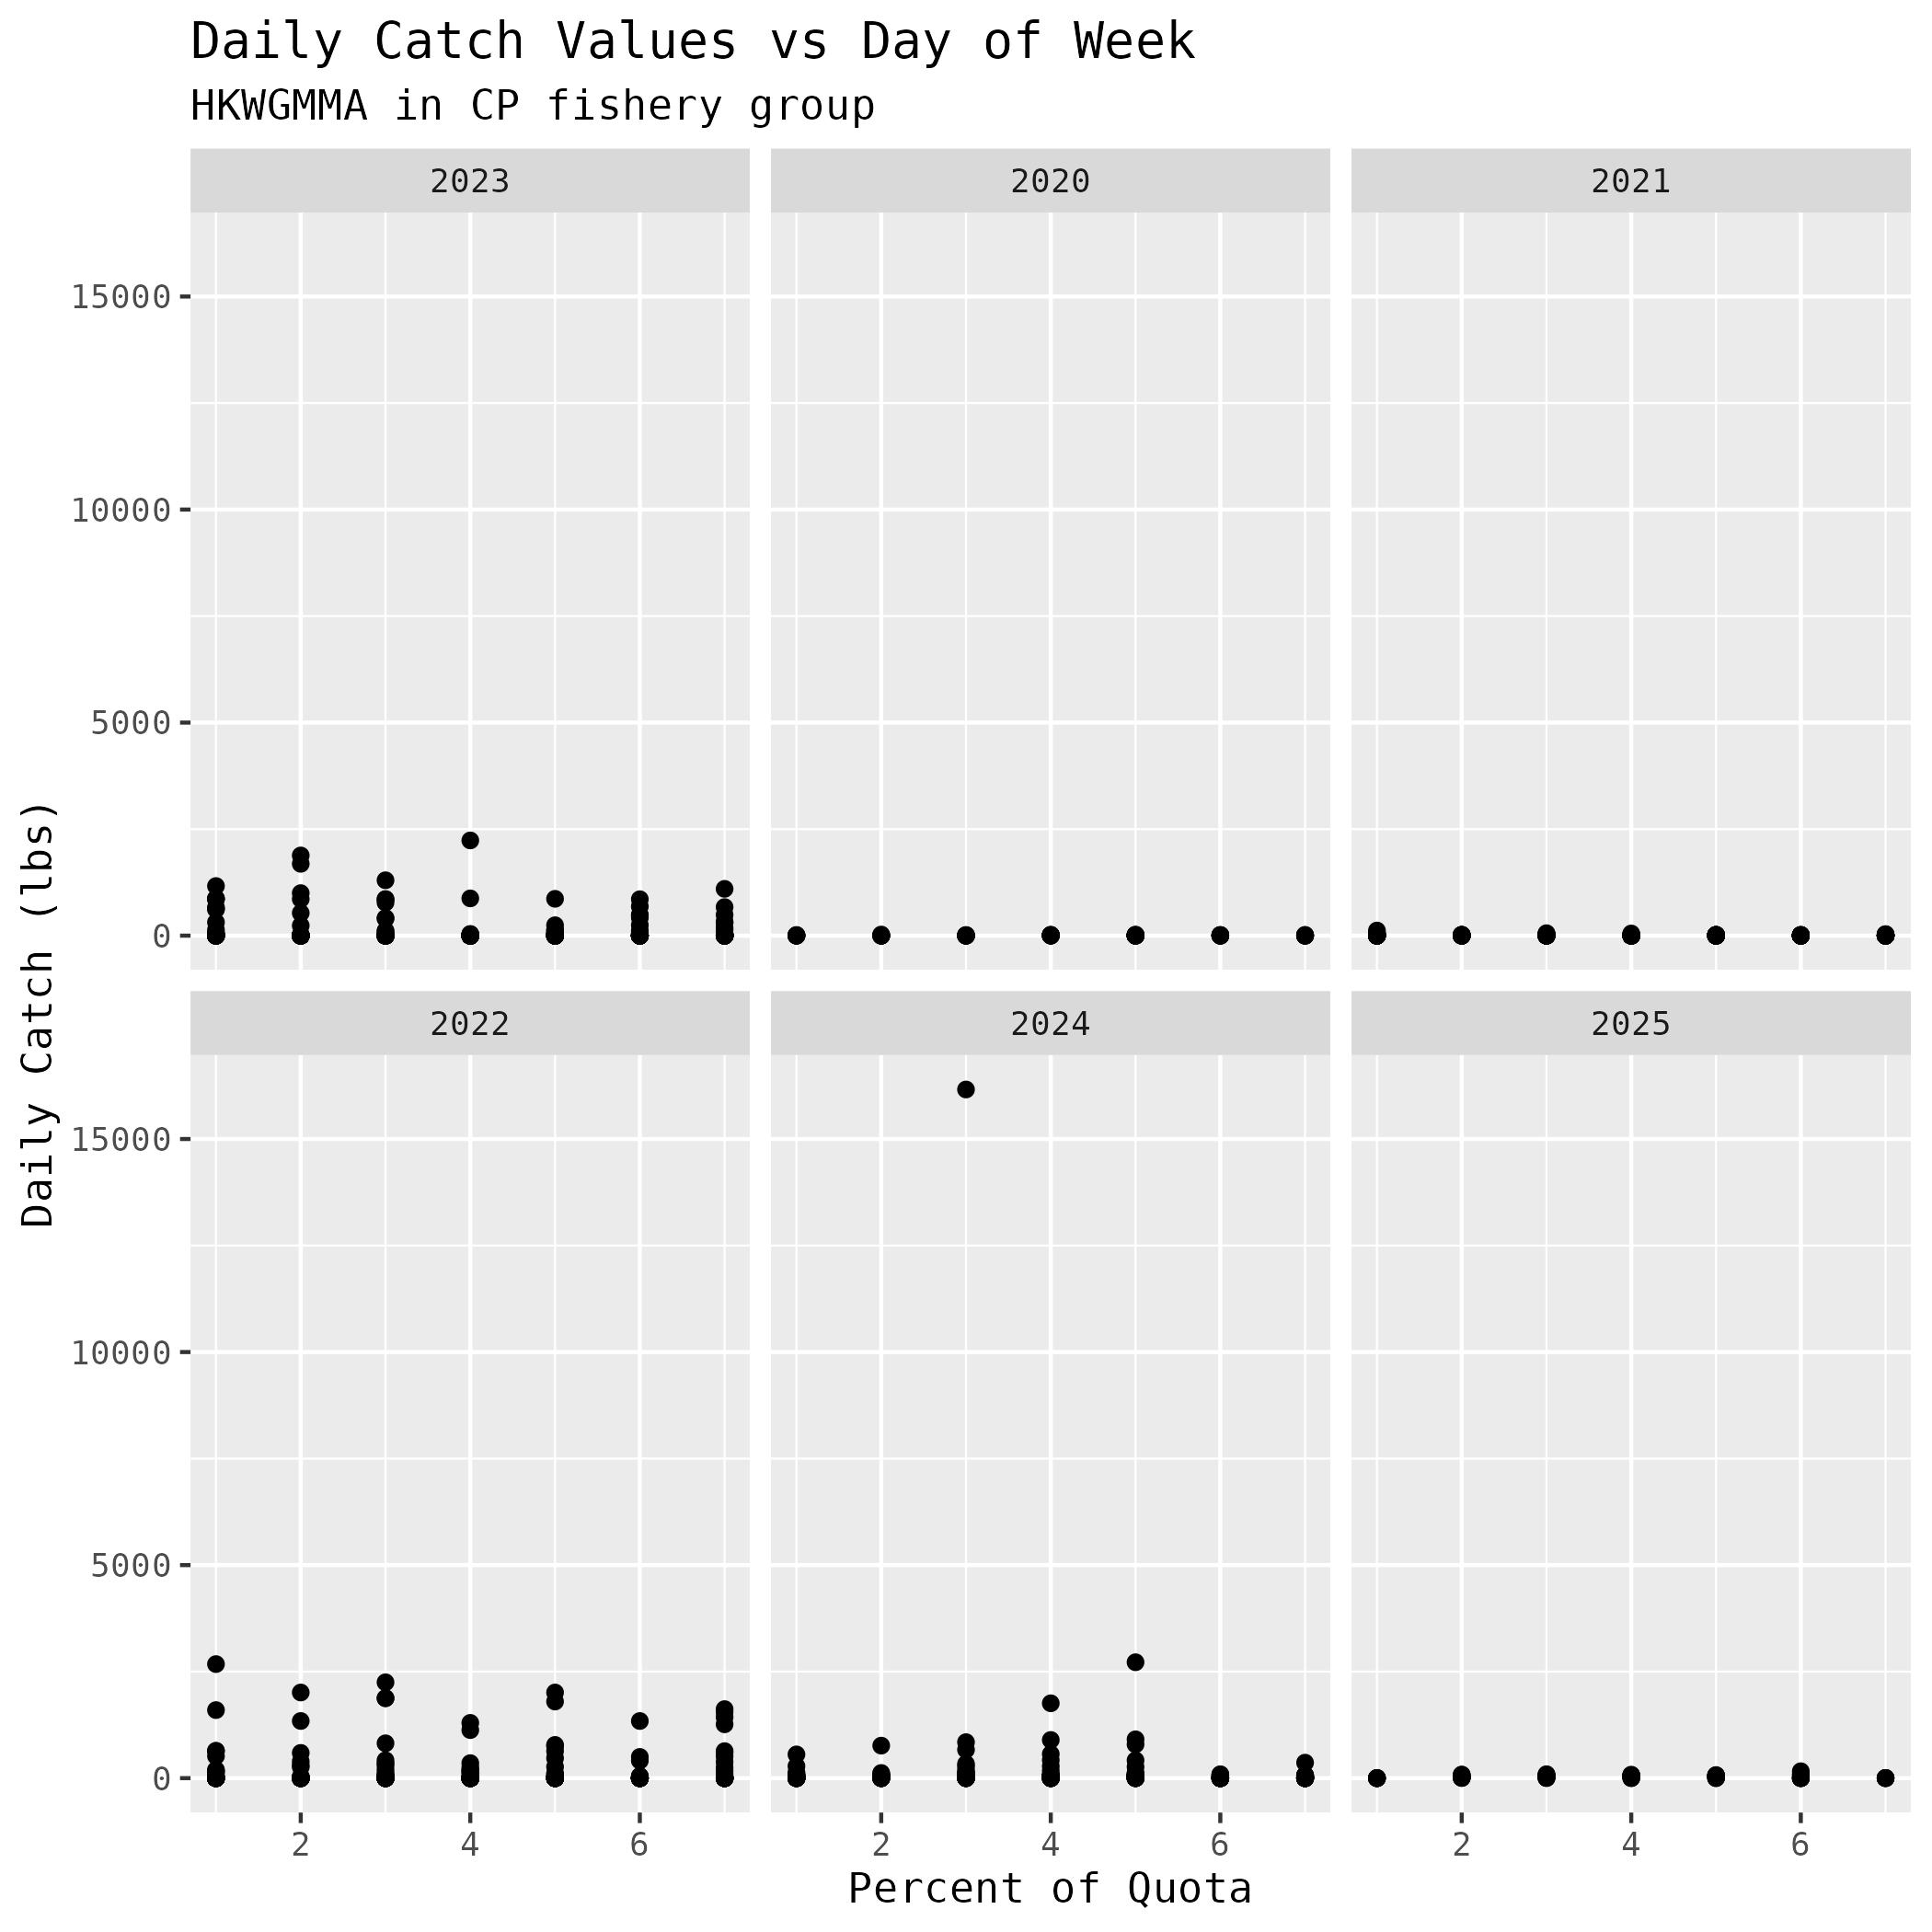 Daily Catch Values vs Day of Week
HKWGMMA in CP fishery group
2023 2020 2021
15000
10000
5000
0
Daily Catch (lbs)
2022 2024 2025
15000
10000
5000
0
2 4 6 2 4 6 2 4 6
Percent of Quota